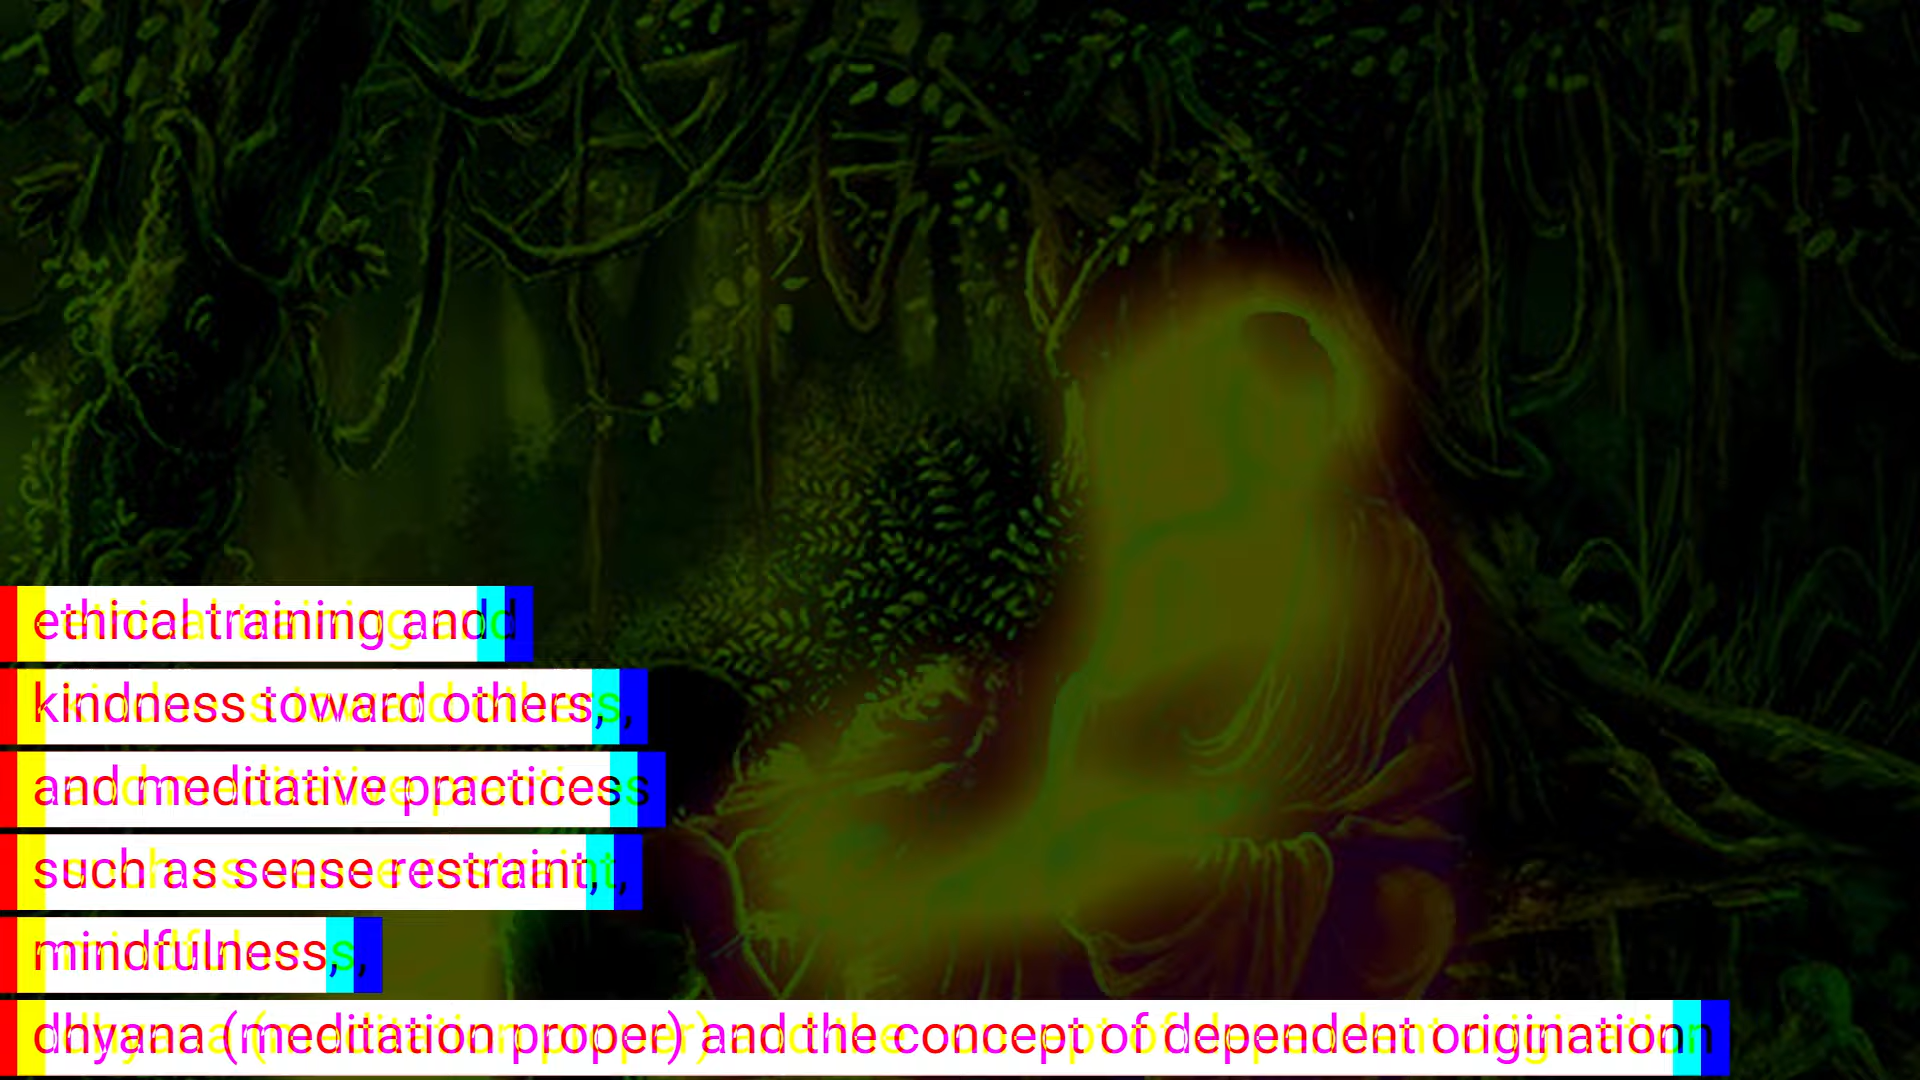 ethical training and
kindness toward others,
and meditative practices
such as sense restraint,
mindfulness,
dhyana (meditation proper) and the concept of dependent origination